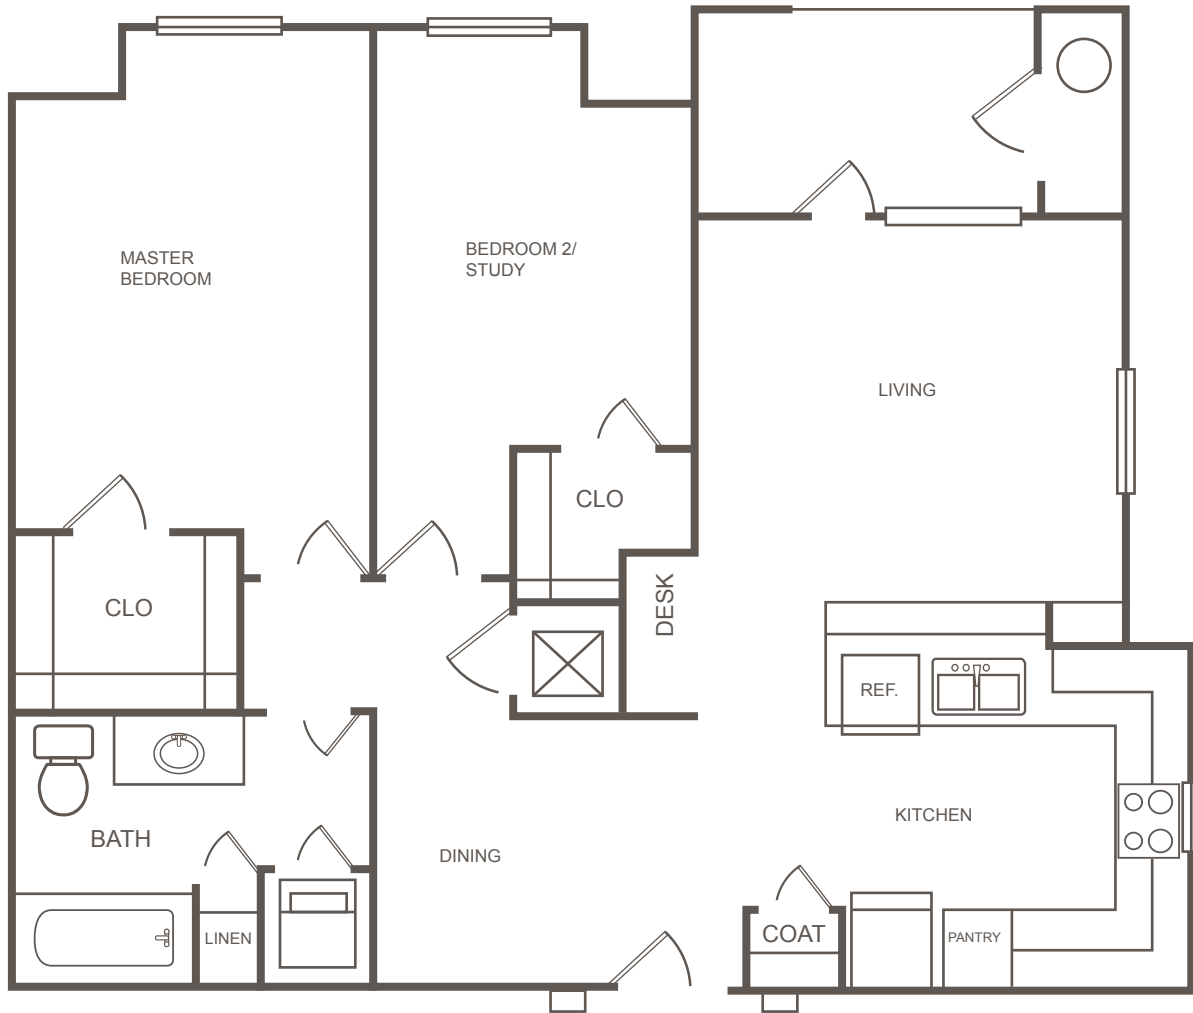 MASTER
BEDROOM
BEDROOM 2/
STUDY
LIVING
CLO
CLO
DESK
REF.
BATH
DINING
KITCHEN
LINEN
COAT
PANTRY